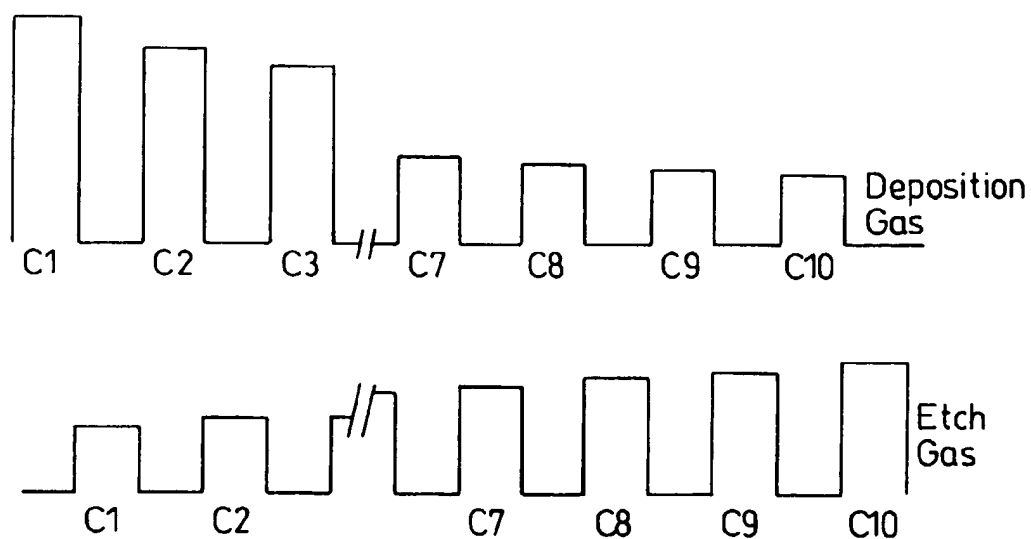 Deposition
Gas
C1 C2 C3 C7 C8 C9 C10
Etch
Gas
C1 C2 C7 C8 C9 C10